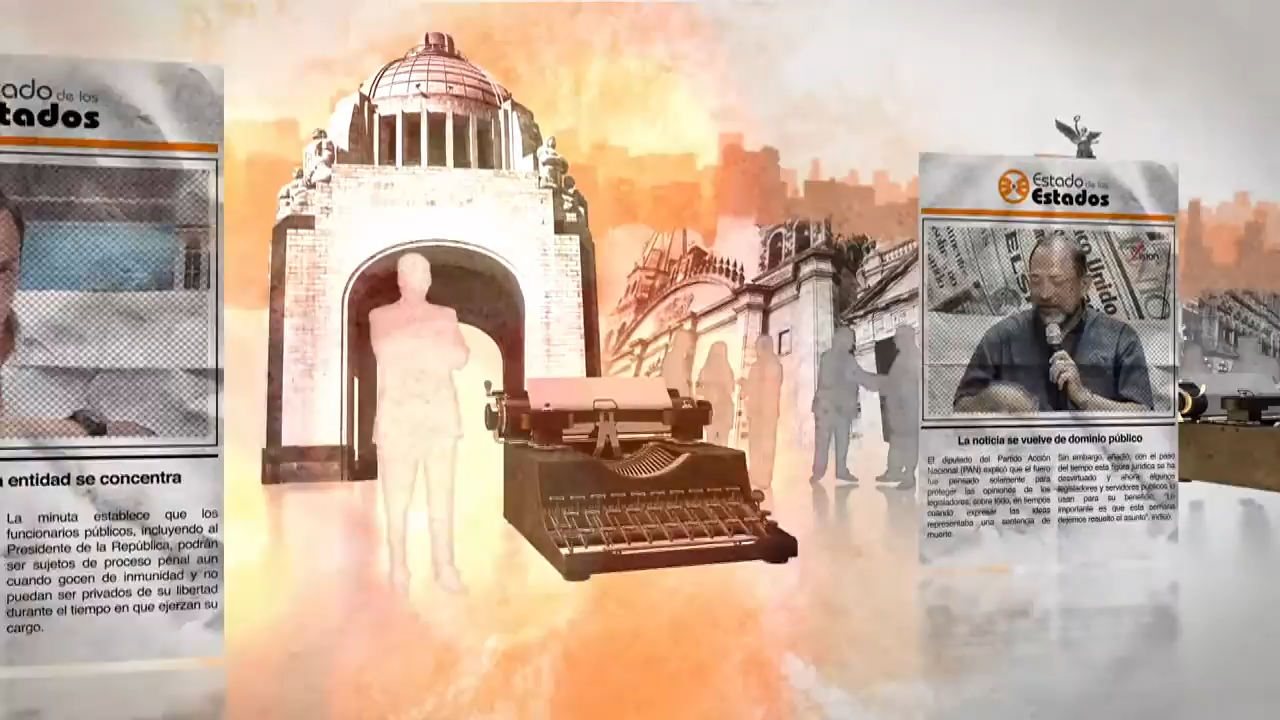 ado de los
tados
entidad se concentra
La minuta establece que los
funcionarios públicos, incluyendo al
Presidente de la República, podrán
ser sujetos de proceso penal aun
cuando gocen de inmunidad y no
puedan ser privados de su libertad
durante el tiempo en que ejerzan su
cargo.
Estado de los
Estados
EL
Unido
La noticia se vuelve de dominio público
El diputado del Partido Acción
Nacional (PAN) explicó que el fuero
fue pensado solamente para
proteger las opiniones de los
legisladores, sobre todo, en tiempos
cuando expresar las ideas
representaba una sentencia de
muerte.
Sin embargo, añadió, con el paso
del tiempo esta figura jurídica se ha
desvirtuado y ahora algunos
legisladores y servidores públicos lo
usan para su beneficio. "Lo
importante es que esta semana
dejemos resuelto el asunto", indicó.